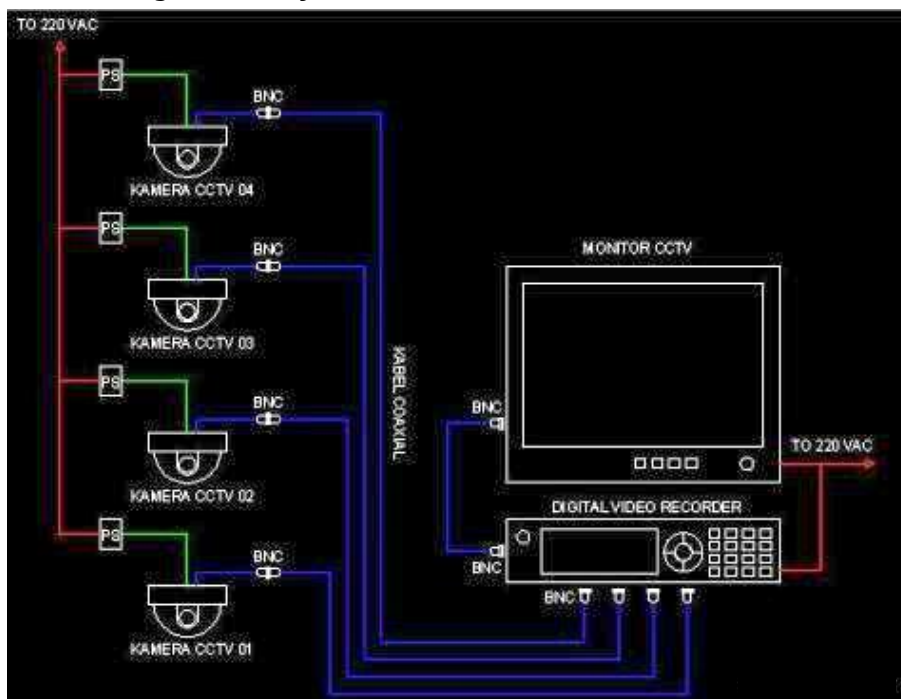 TO 220 VAC
PS
BNC
KAMERA CCTV 04
PS
BNC
KAMERA CCTV 03
MONITOR CCTV
KABEL COAXIAL
PS
BNC
BNC
KAMERA CCTV 02
TO 220 VAC
DIGITAL VIDEO RECORDER
PS
BNC
BNC
BNC
KAMERA CCTV 01